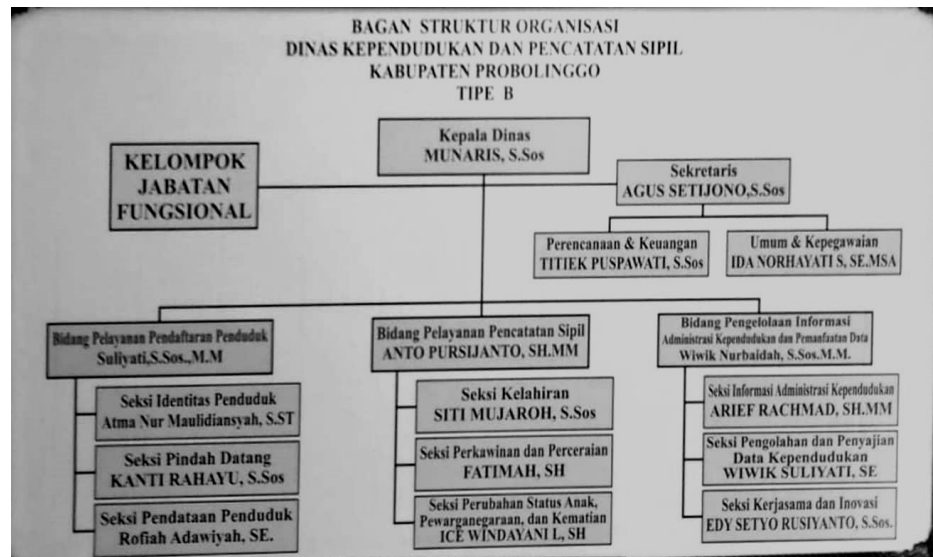 BAGAN STRUKTUR ORGANISASI
DINAS KEPENDUDUKAN DAN PENCATATAN SIPIL
KABUPATEN PROBOLINGGO
TIPE B
Kepala Dinas
MUNARIS, S.Sos
KELOMPOK
JABATAN
FUNGSIONAL
Sekretaris
AGUS SETIJONO,S.Sos
Perencanaan & Keuangan
TITIEK PUSPAWATI, S.Sos
Umum & Kepegawaian
IDA NORHAYATI S, SE.MSA
Bidang Pelayanan Pendaftaran Penduduk
Suliyati,S.Sos.,M.M
Seksi Identitas Penduduk
Atma Nur Maulidiansyah, S.ST
Seksi Pindah Datang
KANTI RAHAYU, S.Sos
Seksi Pendataan Penduduk
Rofiah Adawiyah, SE.
Bidang Pelayanan Pencatatan Sipil
ANTO PURSIJANTO, SH.MM
Seksi Kelahiran
SITI MUJAROH, S.Sos
Seksi Perkawinan dan Perceraian
FATIMAH, SH
Seksi Perubahan Status Anak,
Pewarganegaraan, dan Kematian
ICE WINDAYANI L, SH
Bidang Pengelolaan Informasi
Administrasi Kependudukan dan Pemanfaatan Data
Wiwik Nurbaidah, S.Sos.M.M.
Seksi Informasi Administrasi Kependudukan
ARIEF RACHMAD, SH.MM
Seksi Pengolahan dan Penyajian
Data Kependudukan
WIWIK SULIYATI, SE
Seksi Kerjasama dan Inovasi
EDY SETYO RUSIYANTO, S.Sos.